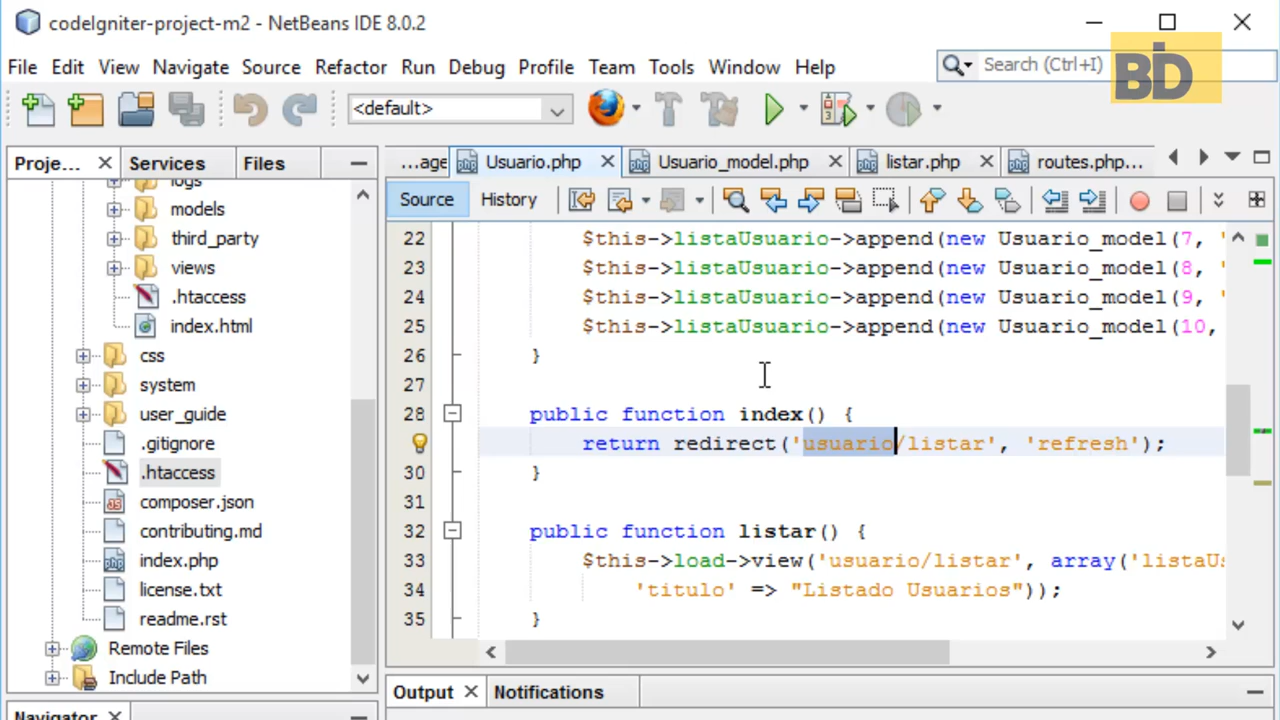 codeIgniter-project-m2 - NetBeans IDE 8.0.2
File Edit View Navigate Source Refactor Run Debug Profile Team Tools Window Help
Search (Ctrl+I)
BD
<default>
Proje... Services Files
...age Usuario.php Usuario_model.php listar.php routes.php...
Source History
logs
models
third_party
views
.htaccess
index.html
css
system
user_guide
.gitignore
.htaccess
composer.json
contributing.md
index.php
license.txt
readme.rst
Remote Files
Include Path
Navigator
22 $this->listaUsuario->append(new Usuario_model(7, '
23 $this->listaUsuario->append(new Usuario_model(8, '
24 $this->listaUsuario->append(new Usuario_model(9, '
25 $this->listaUsuario->append(new Usuario_model(10,
26 }
27
28 public function index() {
return redirect('usuario/listar', 'refresh');
30 }
31
32 public function listar() {
33 $this->load->view('usuario/listar', array('listaUs
34 'titulo' => "Listado Usuarios"));
35 }
Output Notifications